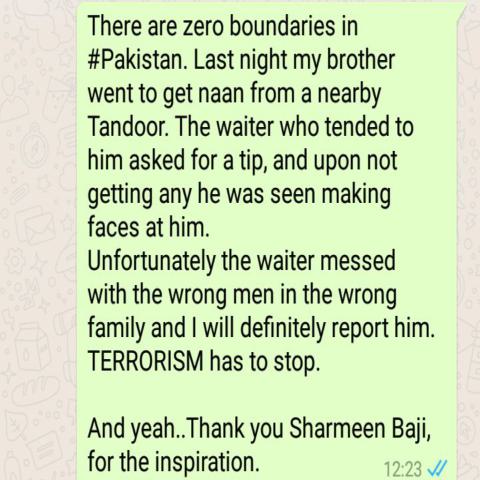 There are zero boundaries in
#Pakistan. Last night my brother
went to get naan from a nearby
Tandoor. The waiter who tended to
him asked for a tip, and upon not
getting any he was seen making
faces at him.
Unfortunately the waiter messed
with the wrong men in the wrong
family and I will definitely report him.
TERRORISM has to stop.

And yeah..Thank you Sharmeen Baji,
for the inspiration.
12:23